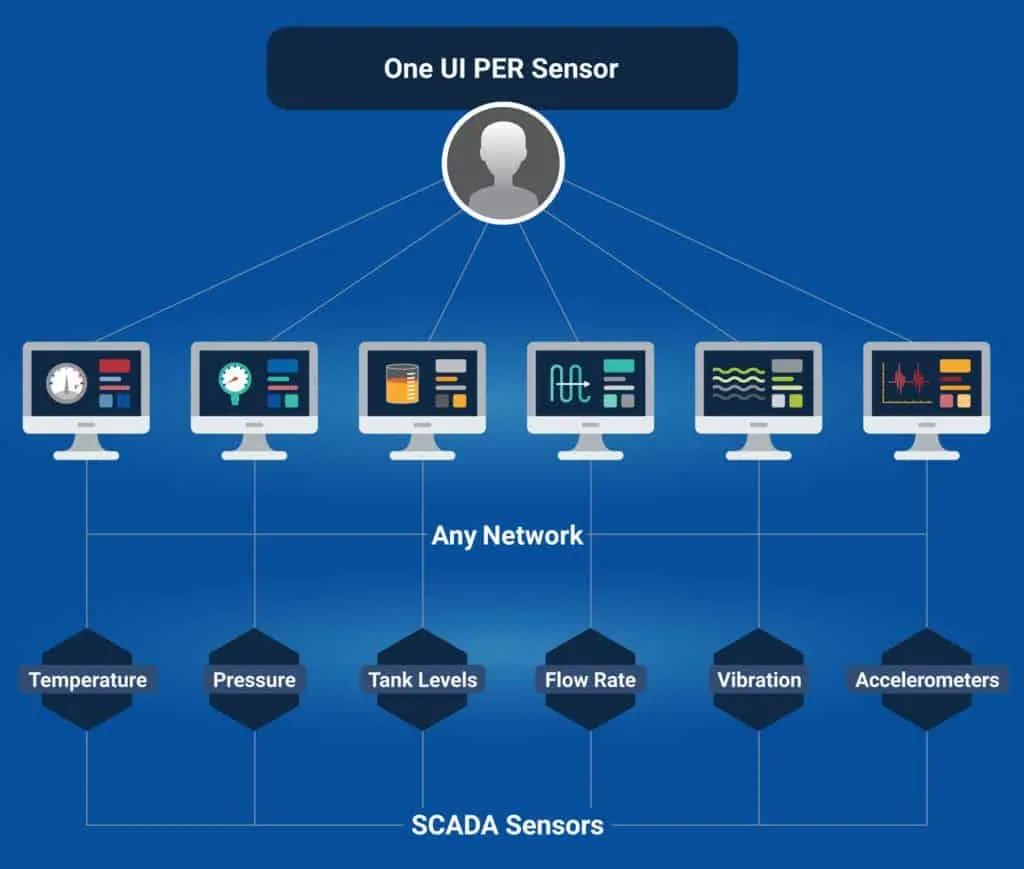 One UI PER Sensor
Any Network
Temperature
Pressure
Tank Levels
Flow Rate
Vibration
Accelerometers
SCADA Sensors